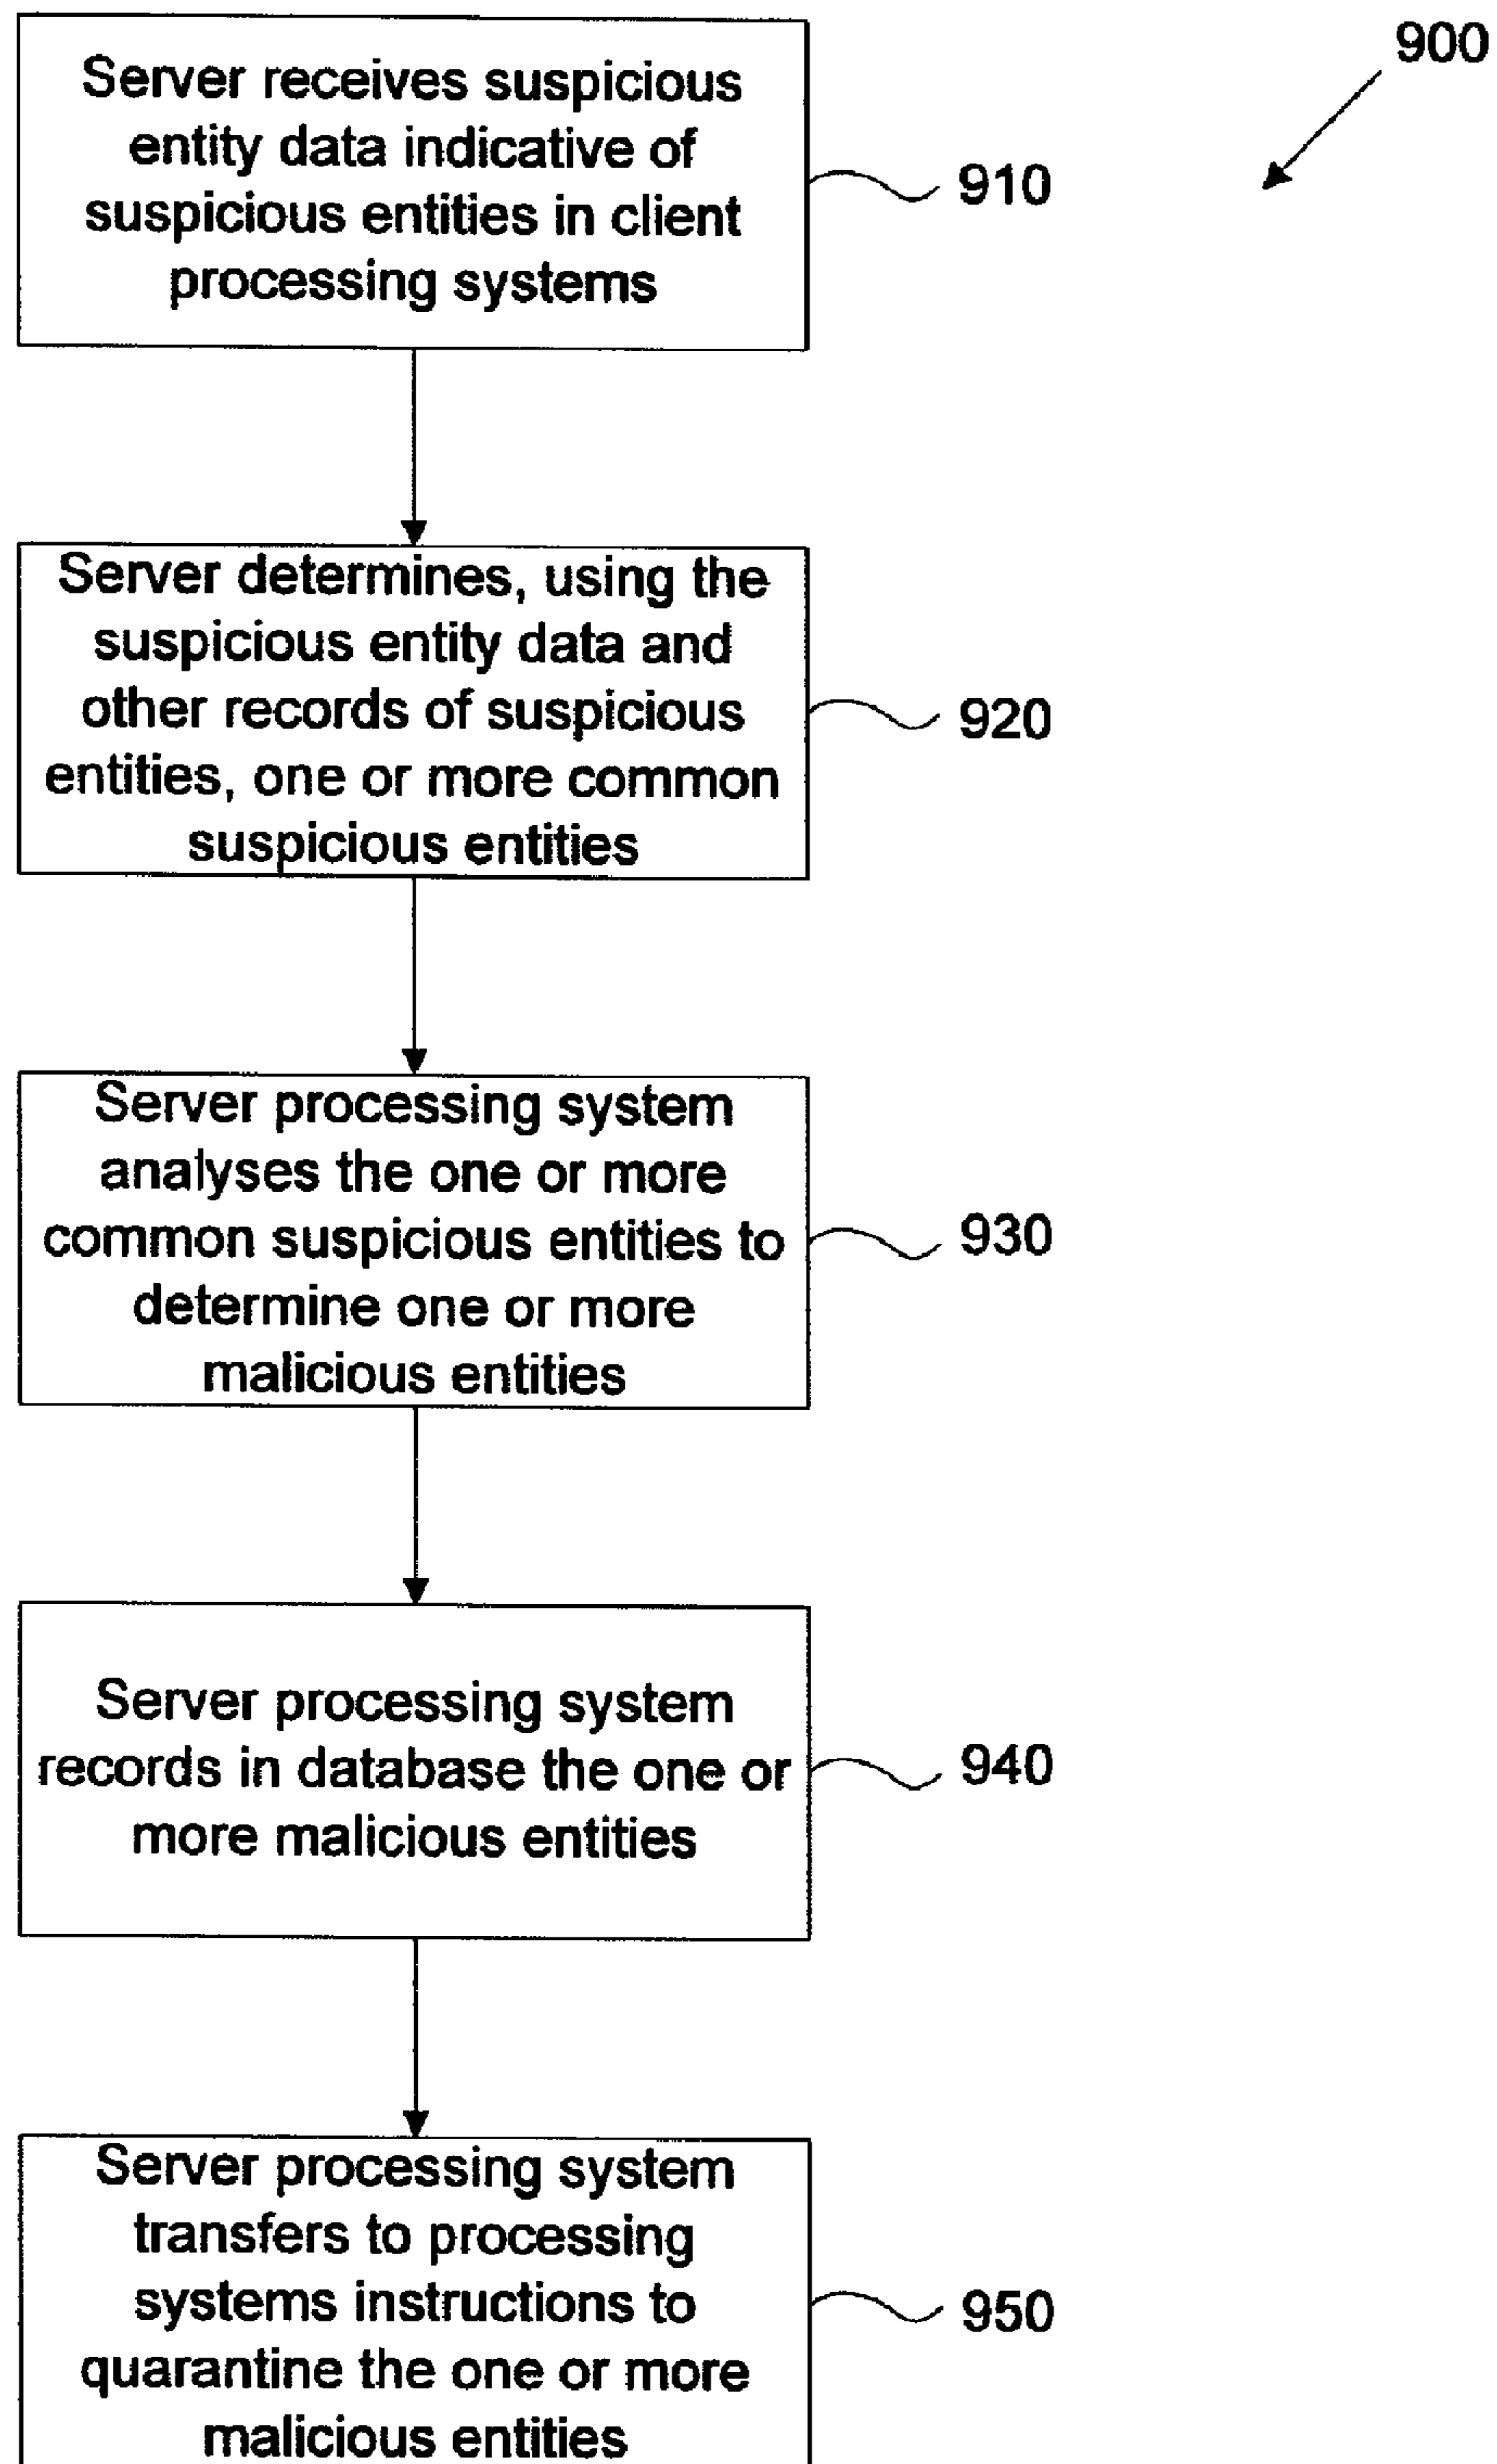 900
Server receives suspicious
entity data indicative of
suspicious entities in client
processing systems
910
Server determines, using the
suspicious entity data and
other records of suspicious
entities, one or more common
suspicious entities
920
Server processing system
analyses the one or more
common suspicious entities to
determine one or more
malicious entities
930
Server processing system
records in database the one or
more malicious entities
940
Server processing system
transfers to processing
systems instructions to
quarantine the one or more
malicious entities
950